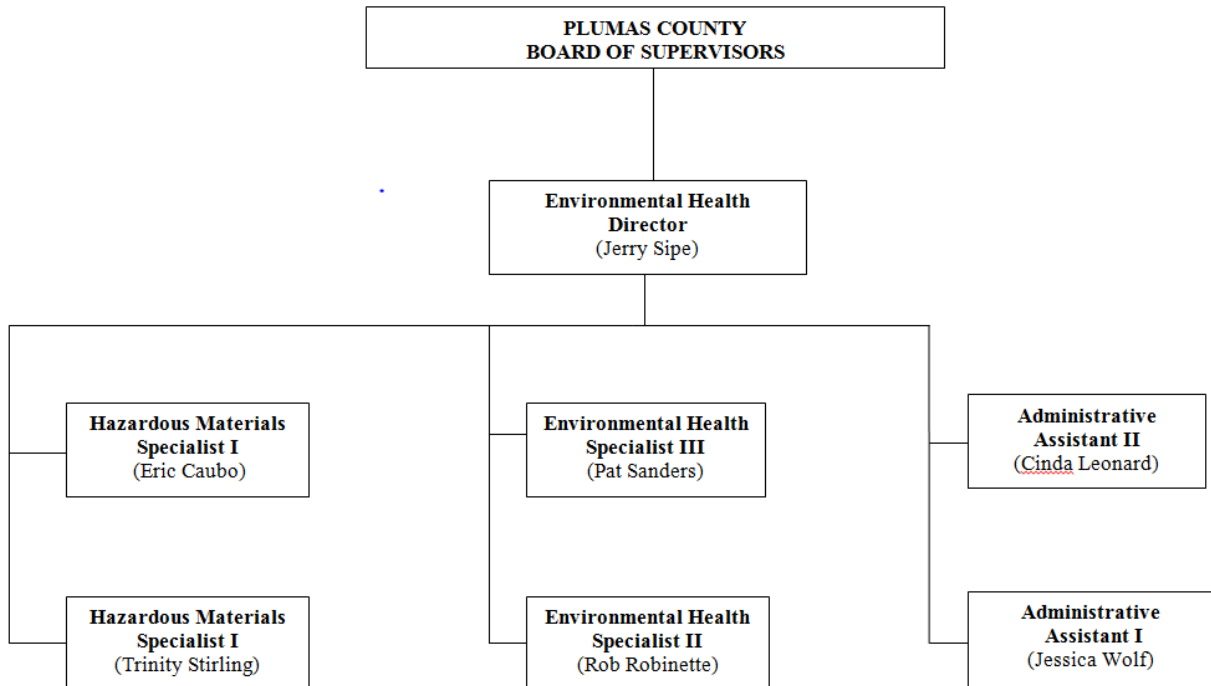 PLUMAS COUNTY
BOARD OF SUPERVISORS
Environmental Health
Director
(Jerry Sipe)
Hazardous Materials
Specialist I
(Eric Caubo)
Environmental Health
Specialist III
(Pat Sanders)
Administrative
Assistant II
(Cinda Leonard)
Hazardous Materials
Specialist I
(Trinity Stirling)
Environmental Health
Specialist II
(Rob Robinette)
Administrative
Assistant I
(Jessica Wolf)